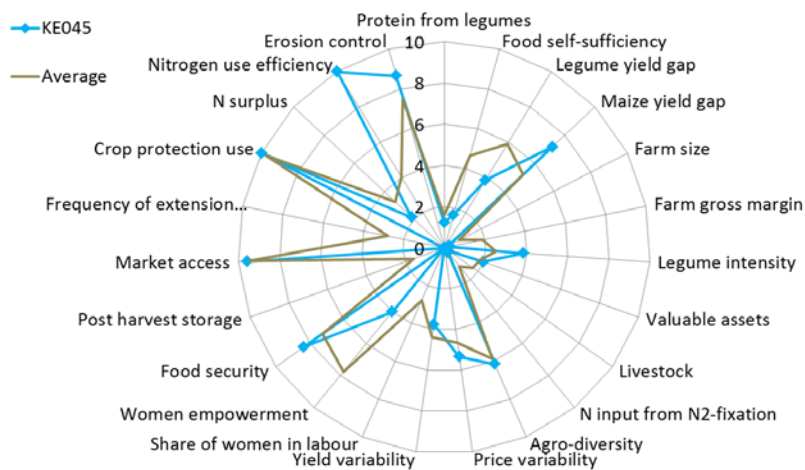 KE045
Average
Protein from legumes
Food self-sufficiency
Legume yield gap
Maize yield gap
Farm size
Farm gross margin
Legume intensity
Valuable assets
Livestock
N input from N2-fixation
Agro-diversity
Price variability
Yield variability
Share of women in labour
Women empowerment
Food security
Post harvest storage
Market access
Frequency of extension...
Crop protection use
N surplus
Nitrogen use efficiency
Erosion control
10
8
6
4
2
0